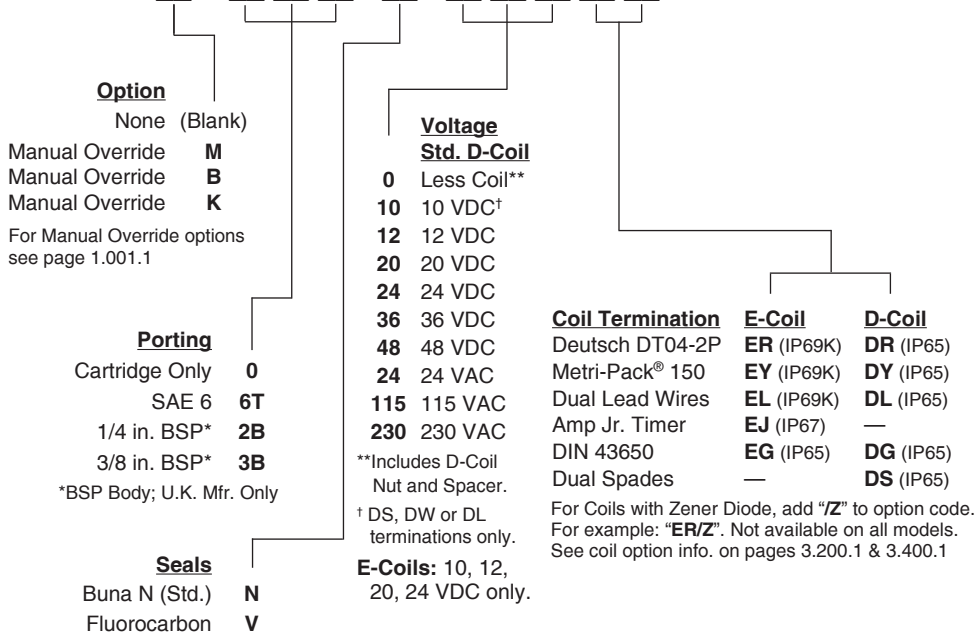 Option
None (Blank)
Manual Override M
Manual Override B
Manual Override K
For Manual Override options
see page 1.001.1
Porting
Cartridge Only 0
SAE 6 6T
1/4 in. BSP* 2B
3/8 in. BSP* 3B
*BSP Body; U.K. Mfr. Only
Seals
Buna N (Std.) N
Fluorocarbon V
Voltage
Std. D-Coil
0 Less Coil**
10 10 VDC†
12 12 VDC
20 20 VDC
24 24 VDC
36 36 VDC
48 48 VDC
24 24 VAC
115 115 VAC
230 230 VAC
**Includes D-Coil
Nut and Spacer.
† DS, DW or DL
terminations only.
E-Coils: 10, 12,
20, 24 VDC only.
Coil Termination E-Coil D-Coil
Deutsch DT04-2P ER (IP69K) DR (IP65)
Metri-Pack® 150 EY (IP69K) DY (IP65)
Dual Lead Wires EL (IP69K) DL (IP65)
Amp Jr. Timer EJ (IP67) —
DIN 43650 EG (IP65) DG (IP65)
Dual Spades — DS (IP65)
For Coils with Zener Diode, add “/Z” to option code.
For example: “ER/Z”. Not available on all models.
See coil option info. on pages 3.200.1 & 3.400.1